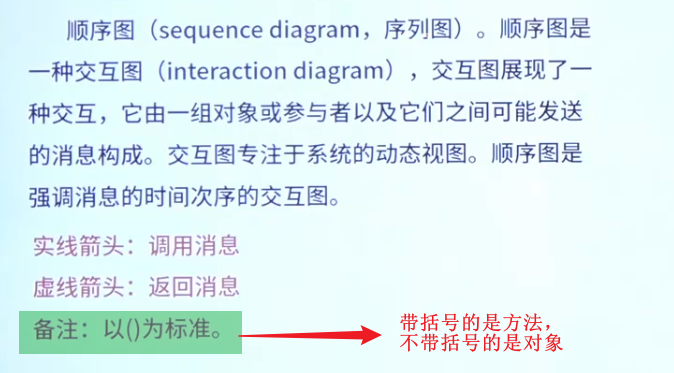 顺序图（sequence diagram，序列图）。顺序图是
一种交互图（interaction diagram），交互图展现了一
种交互，它由一组对象或参与者以及它们之间可能发送
的消息构成。交互图专注于系统的动态视图。顺序图是
强调消息的时间次序的交互图。
实线箭头：调用消息
虚线箭头：返回消息
备注：以()为标准。
带括号的是方法，
不带括号的是对象